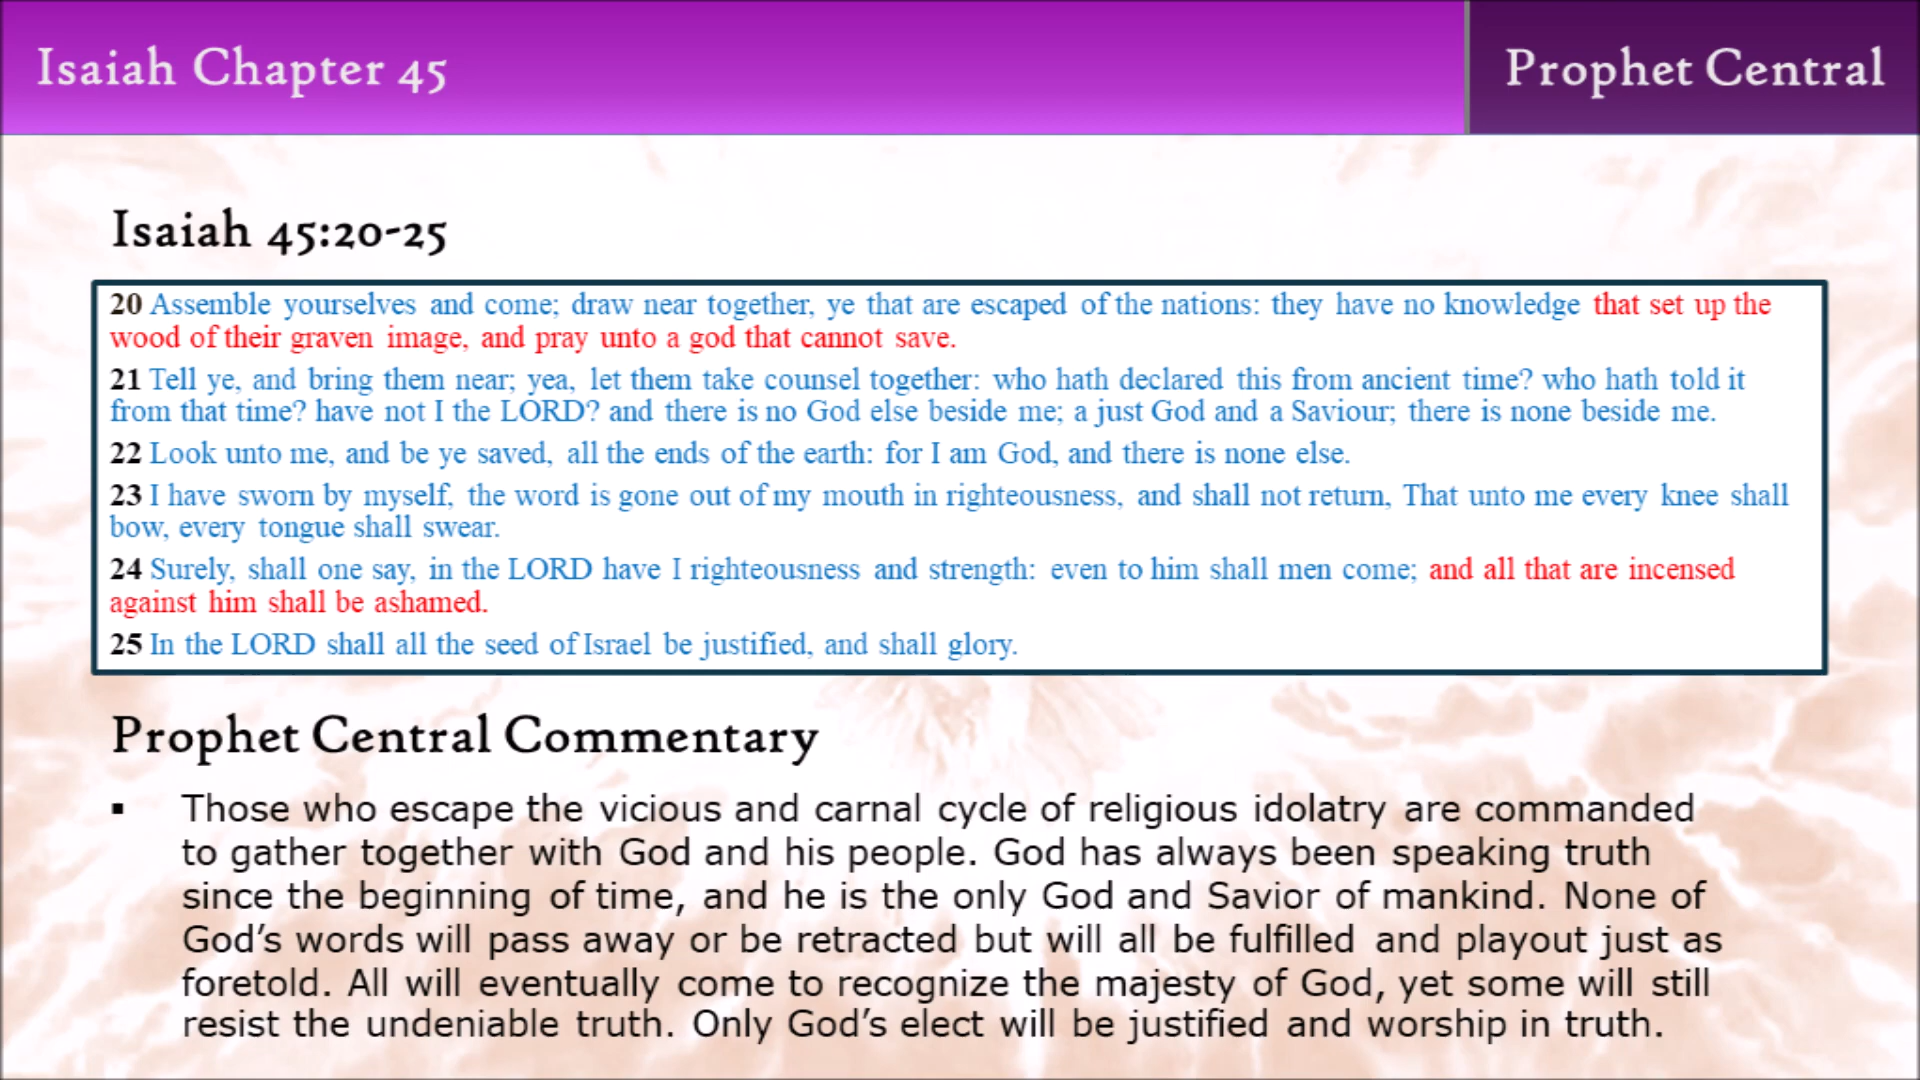 Isaiah Chapter 45
Prophet Central
Isaiah 45:20-25
20 Assemble yourselves and come; draw near together, ye that are escaped of the nations: they have no knowledge that set up the
wood of their graven image, and pray unto a god that cannot save.
21 Tell ye, and bring them near; yea, let them take counsel together: who hath declared this from ancient time? who hath told it
from that time? have not I the LORD? and there is no God else beside me; a just God and a Saviour; there is none beside me.
22 Look unto me, and be ye saved, all the ends of the earth: for I am God, and there is none else.
23 I have sworn by myself, the word is gone out of my mouth in righteousness, and shall not return, That unto me every knee shall
bow, every tongue shall swear.
24 Surely, shall one say, in the LORD have I righteousness and strength: even to him shall men come; and all that are incensed
against him shall be ashamed.
25 In the LORD shall all the seed of Israel be justified, and shall glory.
Prophet Central Commentary
▪ Those who escape the vicious and carnal cycle of religious idolatry are commanded
to gather together with God and his people. God has always been speaking truth
since the beginning of time, and he is the only God and Savior of mankind. None of
God’s words will pass away or be retracted but will all be fulfilled and playout just as
foretold. All will eventually come to recognize the majesty of God, yet some will still
resist the undeniable truth. Only God’s elect will be justified and worship in truth.